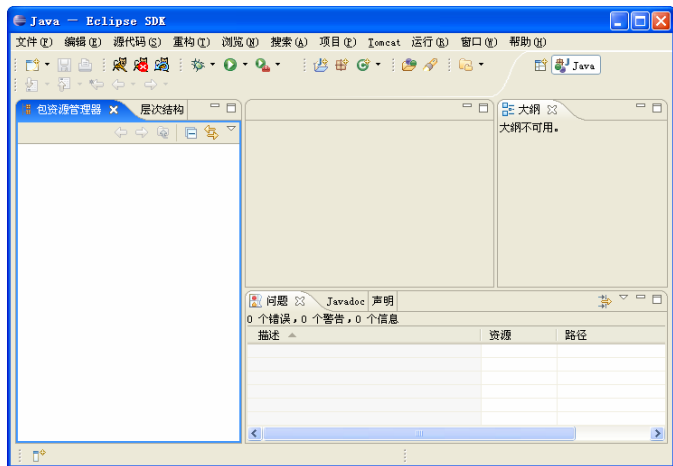 Java - Eclipse SDK
文件(F) 编辑(E) 源代码(S) 重构(T) 浏览(N) 搜索(A) 项目(P) Tomcat 运行(R) 窗口(W) 帮助(H)
Java
包资源管理器 层次结构
大纲
大纲不可用。
问题 Javadoc 声明
0 个错误，0 个警告，0 个信息
描述 资源 路径